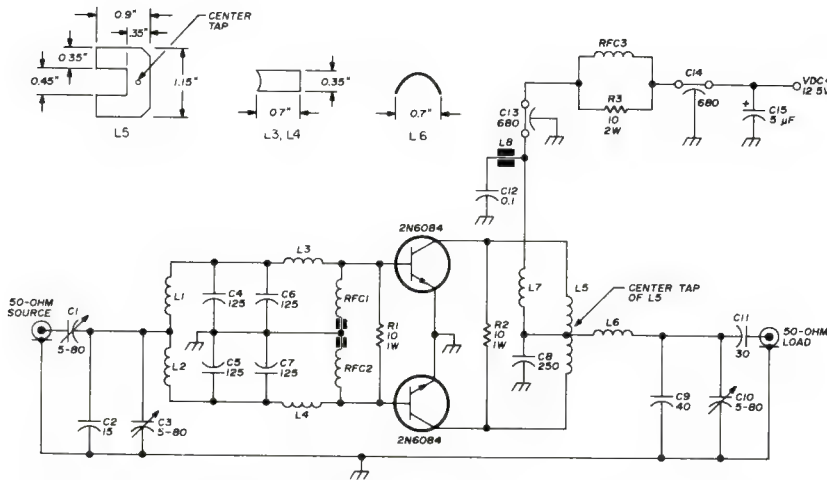 0.9"
.35"
CENTER
TAP
0.35"
0.45"
1.15"
L5
0.35"
0.7"
L3, L4
0.7"
L6
RFC3
R3
10
2W
C14
680
VDC+
12 5V
+
C15
5 µF
C13
680
L8
C12
0.1
2N6084
L3
L1
C4
125
C6
125
RFC1
R1
10
1W
R2
10
1W
L7
L5
CENTER TAP
OF L5
L6
C11
30
50-OHM
LOAD
50-OHM
SOURCE
C1
5-80
L2
C5
125
C7
125
RFC2
C8
250
C2
15
C3
5-80
L4
2N6084
C9
40
C10
5-80